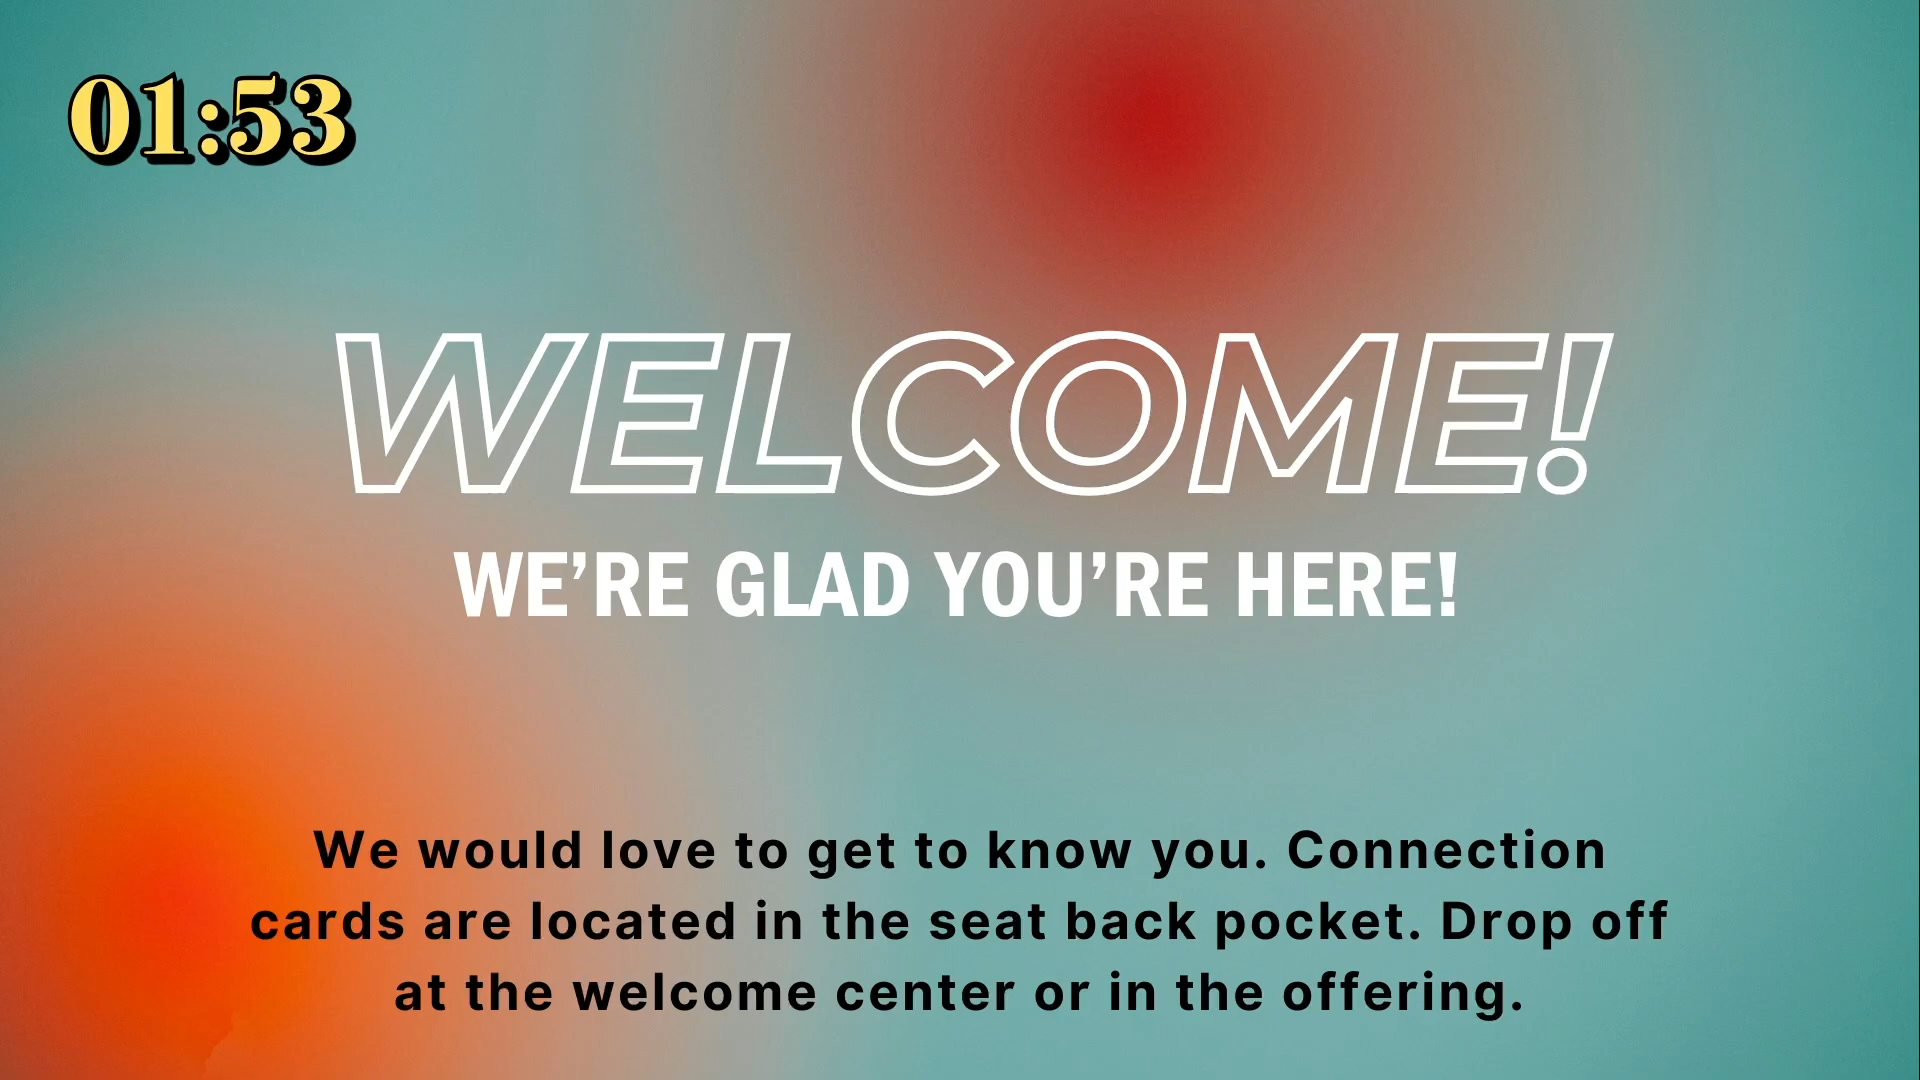 01:53
WELCOME!
WE’RE GLAD YOU’RE HERE!
We would love to get to know you. Connection
cards are located in the seat back pocket. Drop off
at the welcome center or in the offering.